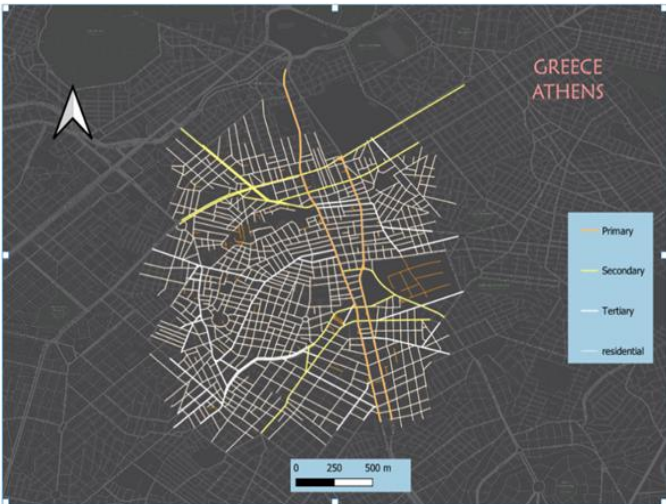 GREECE
ATHENS
Primary
Secondary
Tertiary
residential
0 250 500 m